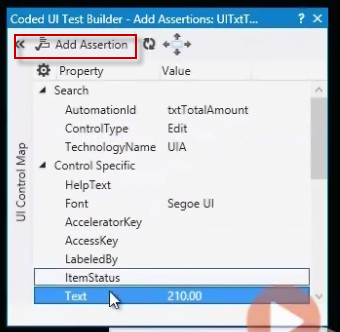 Coded UI Test Builder - Add Assertions: UITxtT...
Add Assertion
Property Value
Search
AutomationId txtTotalAmount
ControlType Edit
TechnologyName UIA
Control Specific
HelpText
Font Segoe UI
AcceleratorKey
AccessKey
LabeledBy
ItemStatus
Text 210.00
UI Control Map